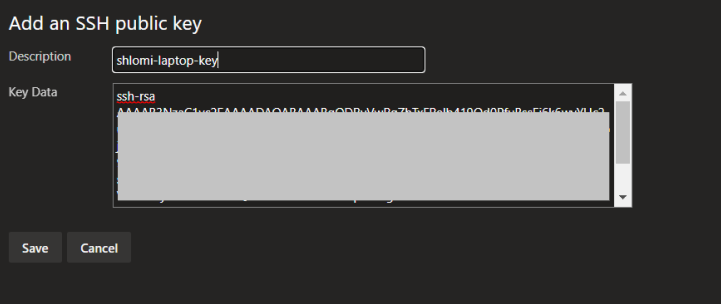 Add an SSH public key
Description
shlomi-laptop-key
Key Data
ssh-rsa
Save
Cancel